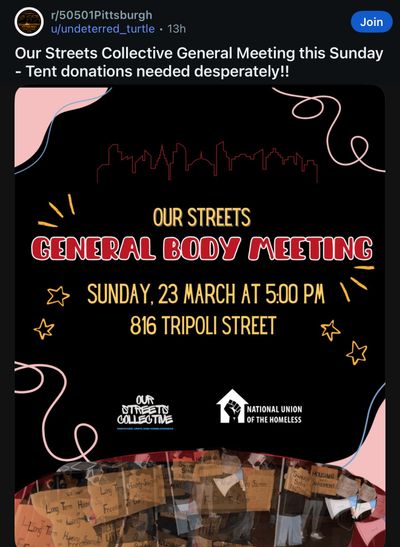 r/50501Pittsburgh
u/undeterred_turtle • 13h
Join
Our Streets Collective General Meeting this Sunday
- Tent donations needed desperately!!
OUR STREETS
GENERAL BODY MEETING
SUNDAY, 23 MARCH AT 5:00 PM
816 TRIPOLI STREET
OUR
STREETS
COLLECTIVE
NATIONAL UNION
OF THE HOMELESS
Long Term